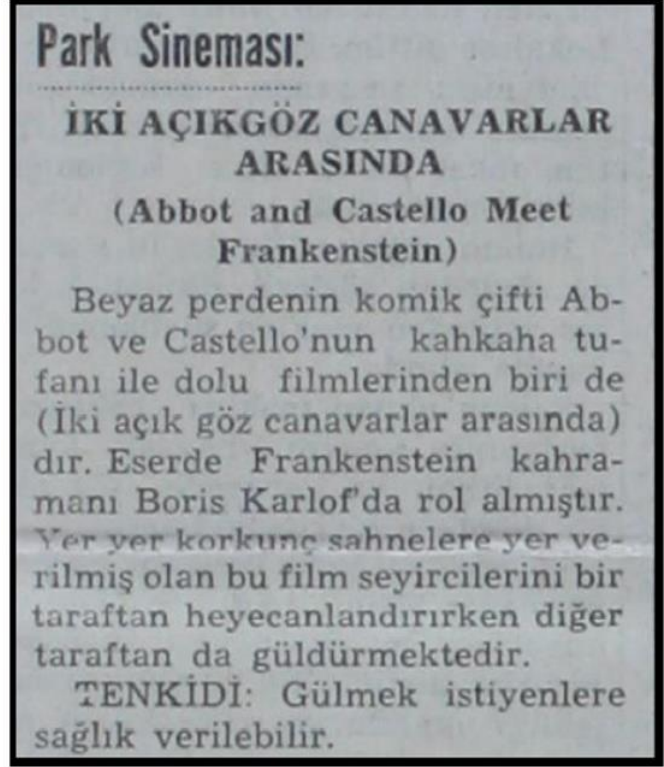 Park Sineması:
İKİ AÇIKGÖZ CANAVARLAR
ARASINDA
(Abbot and Castello Meet
Frankenstein)
Beyaz perdenin komik çifti Ab-
bot ve Castello'nun kahkaha tu-
fanı ile dolu filmlerinden biri de
(İki açık göz canavarlar arasında)
dır. Eserde Frankenstein kahra-
manı Boris Karlof'da rol almıştır.
Yer yer korkunç sahnelere yer ve-
rilmiş olan bu film seyircilerini bir
taraftan heyecanlandırırken diğer
taraftan da güldürmektedir.
TENKİDİ: Gülmek istiyenlere
sağlık verilebilir.